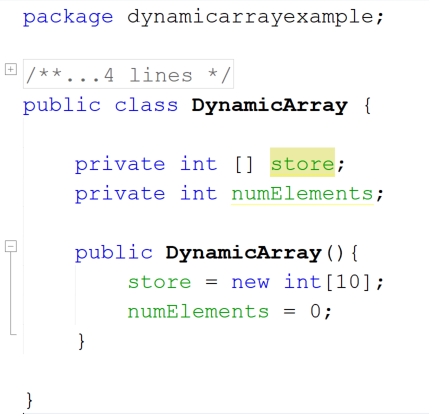 package dynamicarrayexample;
/**...4 lines */
public class DynamicArray {
private int [] store;
private int numElements;
public DynamicArray(){
store = new int[10];
numElements = 0;
}
}